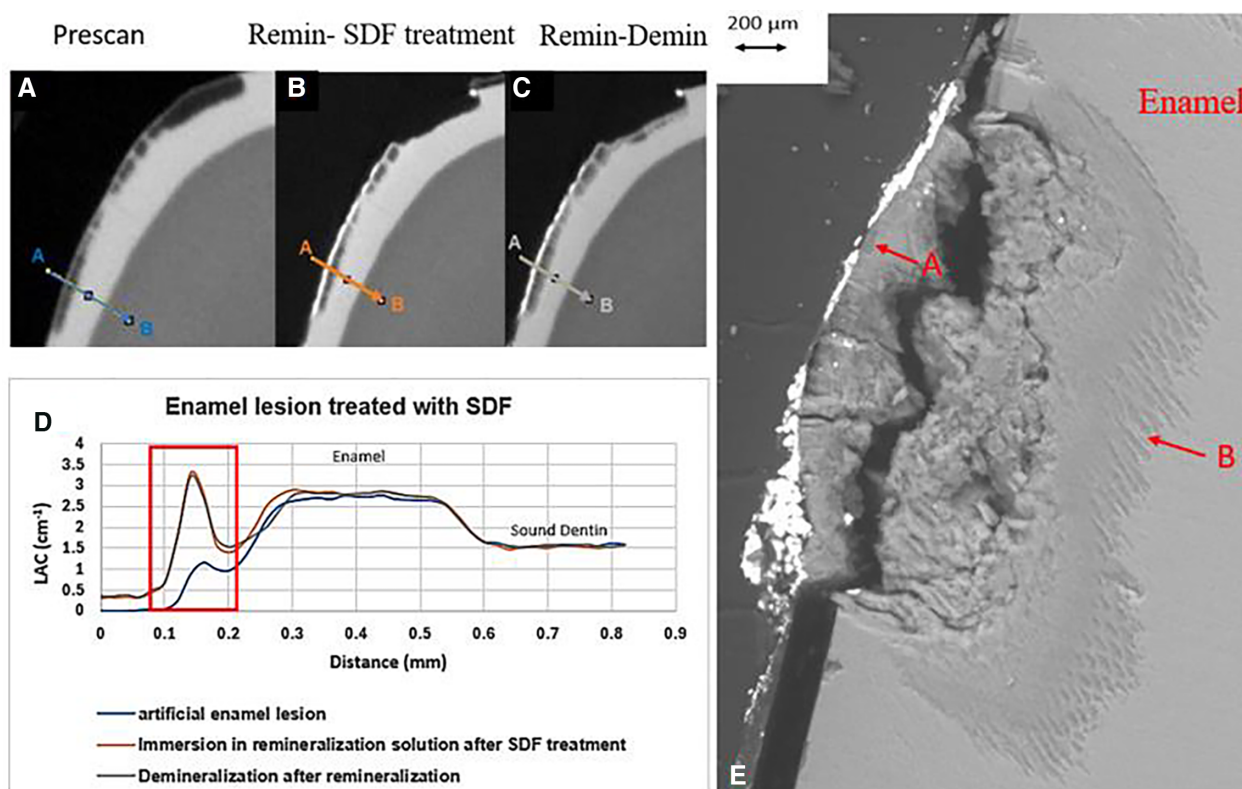 Prescan
Remin- SDF treatment
Remin-Demin
200 µm
A
B
C
A
B
A
B
A
B
Enamel
A
B
E
D
Enamel lesion treated with SDF
LAC (cm⁻¹)
4
3.5
3
2.5
2
1.5
1
0.5
0
Enamel
Sound Dentin
0 0.1 0.2 0.3 0.4 0.5 0.6 0.7 0.8 0.9
Distance (mm)
artificial enamel lesion
Immersion in remineralization solution after SDF treatment
Demineralization after remineralization